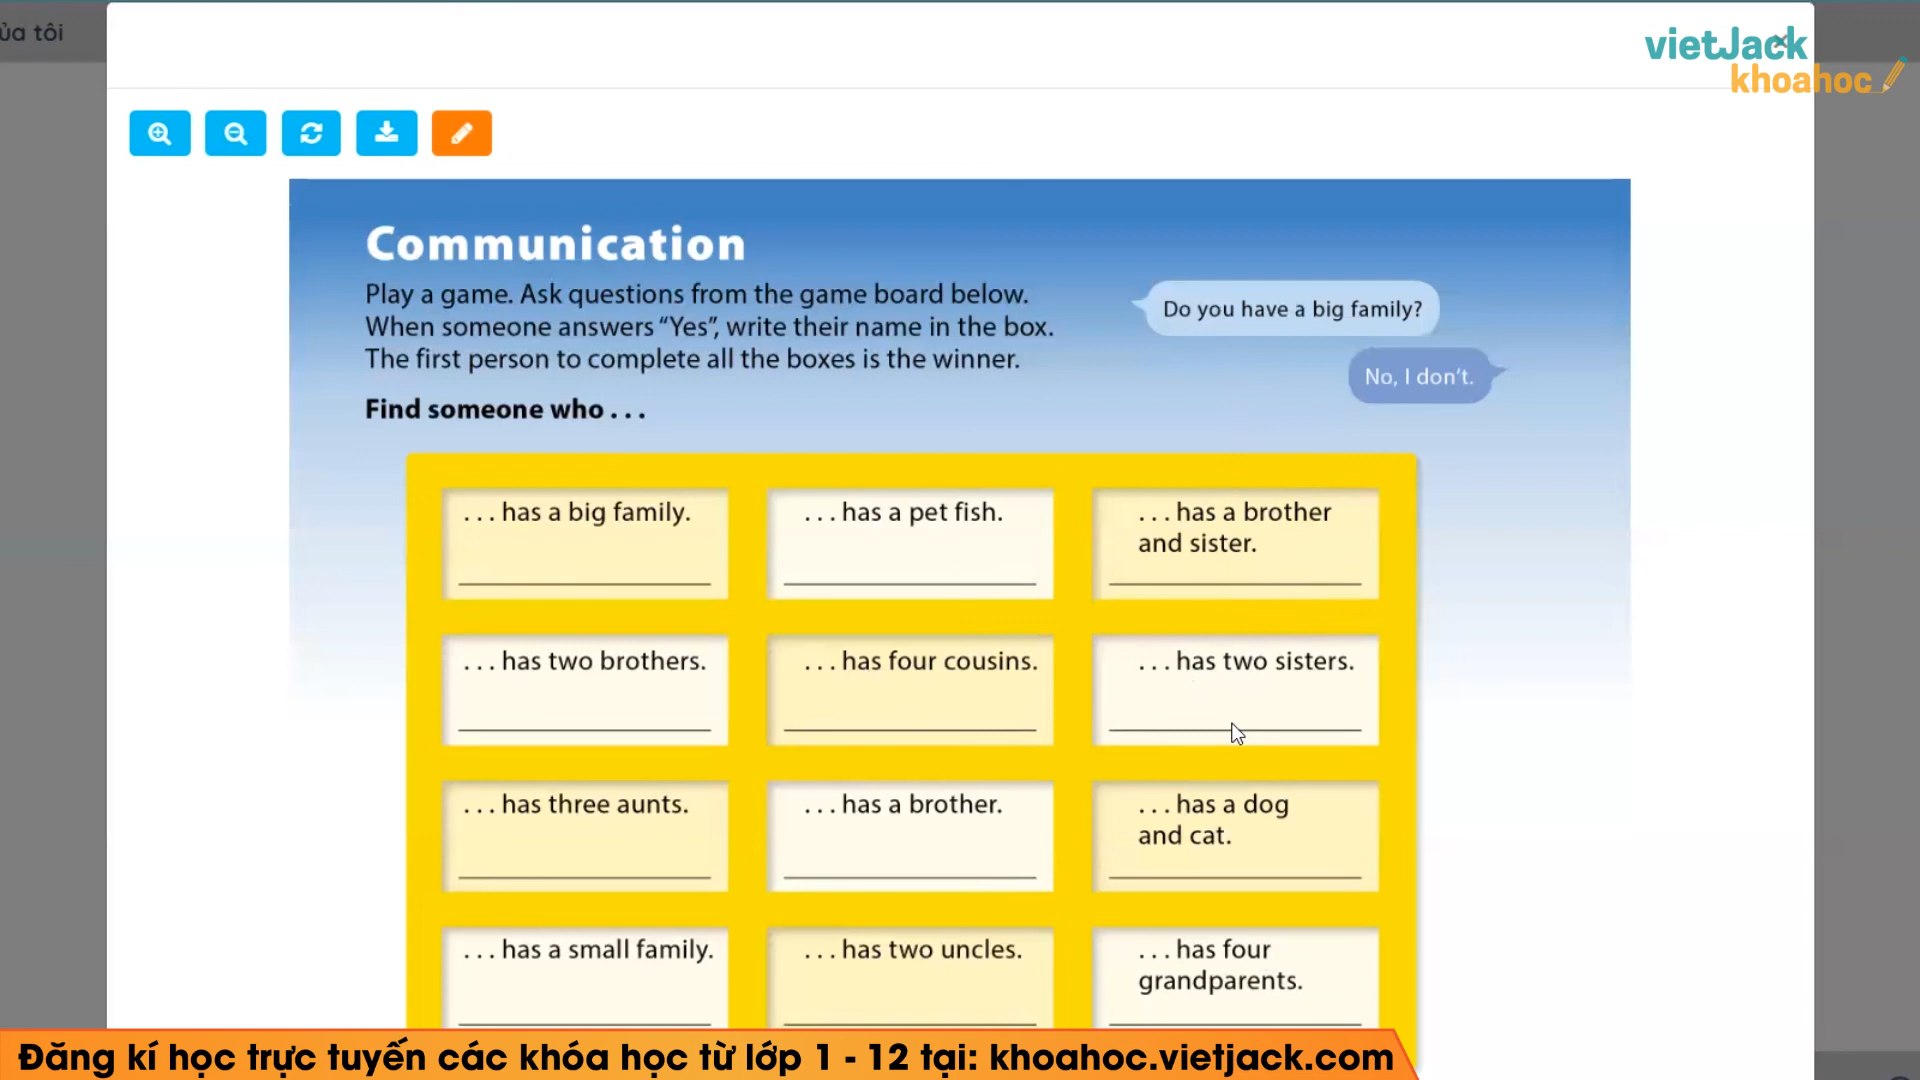 ủa tôi
vietJack
khoahoc
Communication
Play a game. Ask questions from the game board below.
When someone answers “Yes”, write their name in the box.
The first person to complete all the boxes is the winner.
Do you have a big family?
No, I don't.
Find someone who . . .
. . . has a big family.
. . . has a pet fish.
. . . has a brother
and sister.
. . . has two brothers.
. . . has four cousins.
. . . has two sisters.
. . . has three aunts.
. . . has a brother.
. . . has a dog
and cat.
. . . has a small family.
. . . has two uncles.
. . . has four
grandparents.
Đăng kí học trực tuyến các khóa học từ lớp 1 - 12 tại: khoahoc.vietjack.com